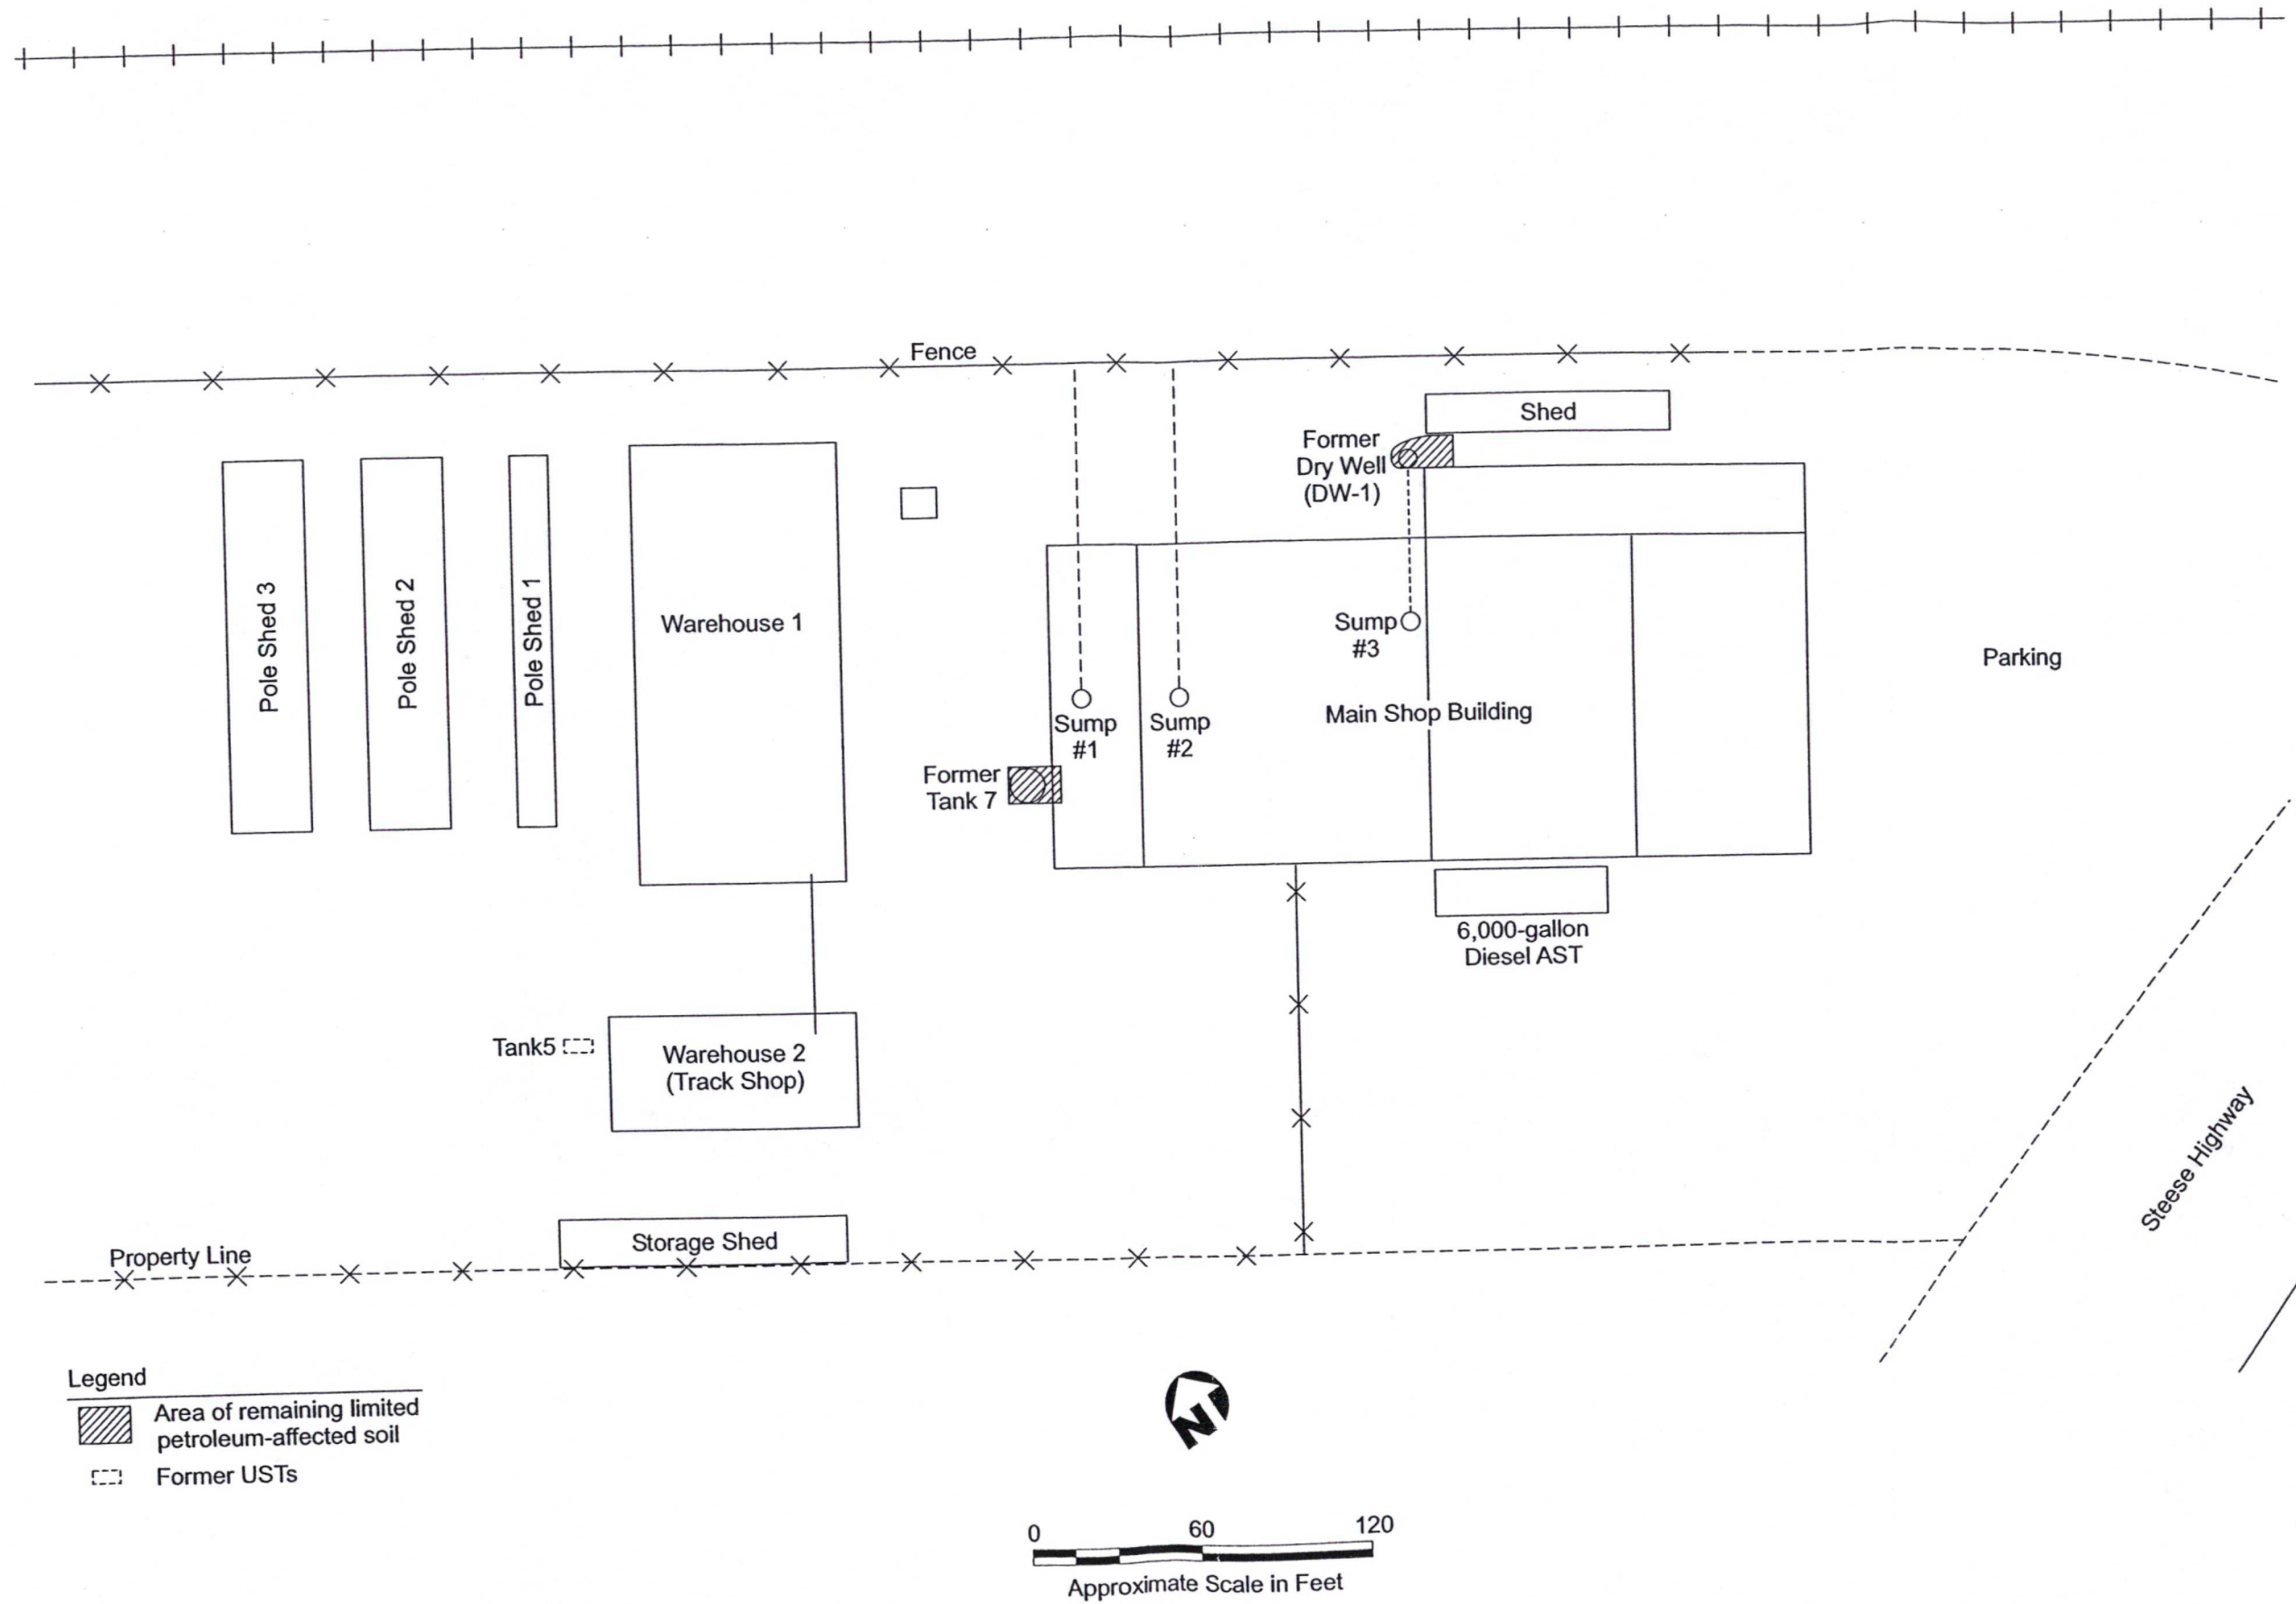 Fence
Shed
Former
Dry Well
(DW-1)
Pole Shed 3
Pole Shed 2
Pole Shed 1
Warehouse 1
Sump
#3
Parking
Main Shop Building
Sump
#1
Sump
#2
Former
Tank 7
6,000-gallon
Diesel AST
Tank5
Warehouse 2
(Track Shop)
Steese Highway
Storage Shed
Property Line
Legend
Area of remaining limited
petroleum-affected soil
Former USTs
N
0 60 120
Approximate Scale in Feet